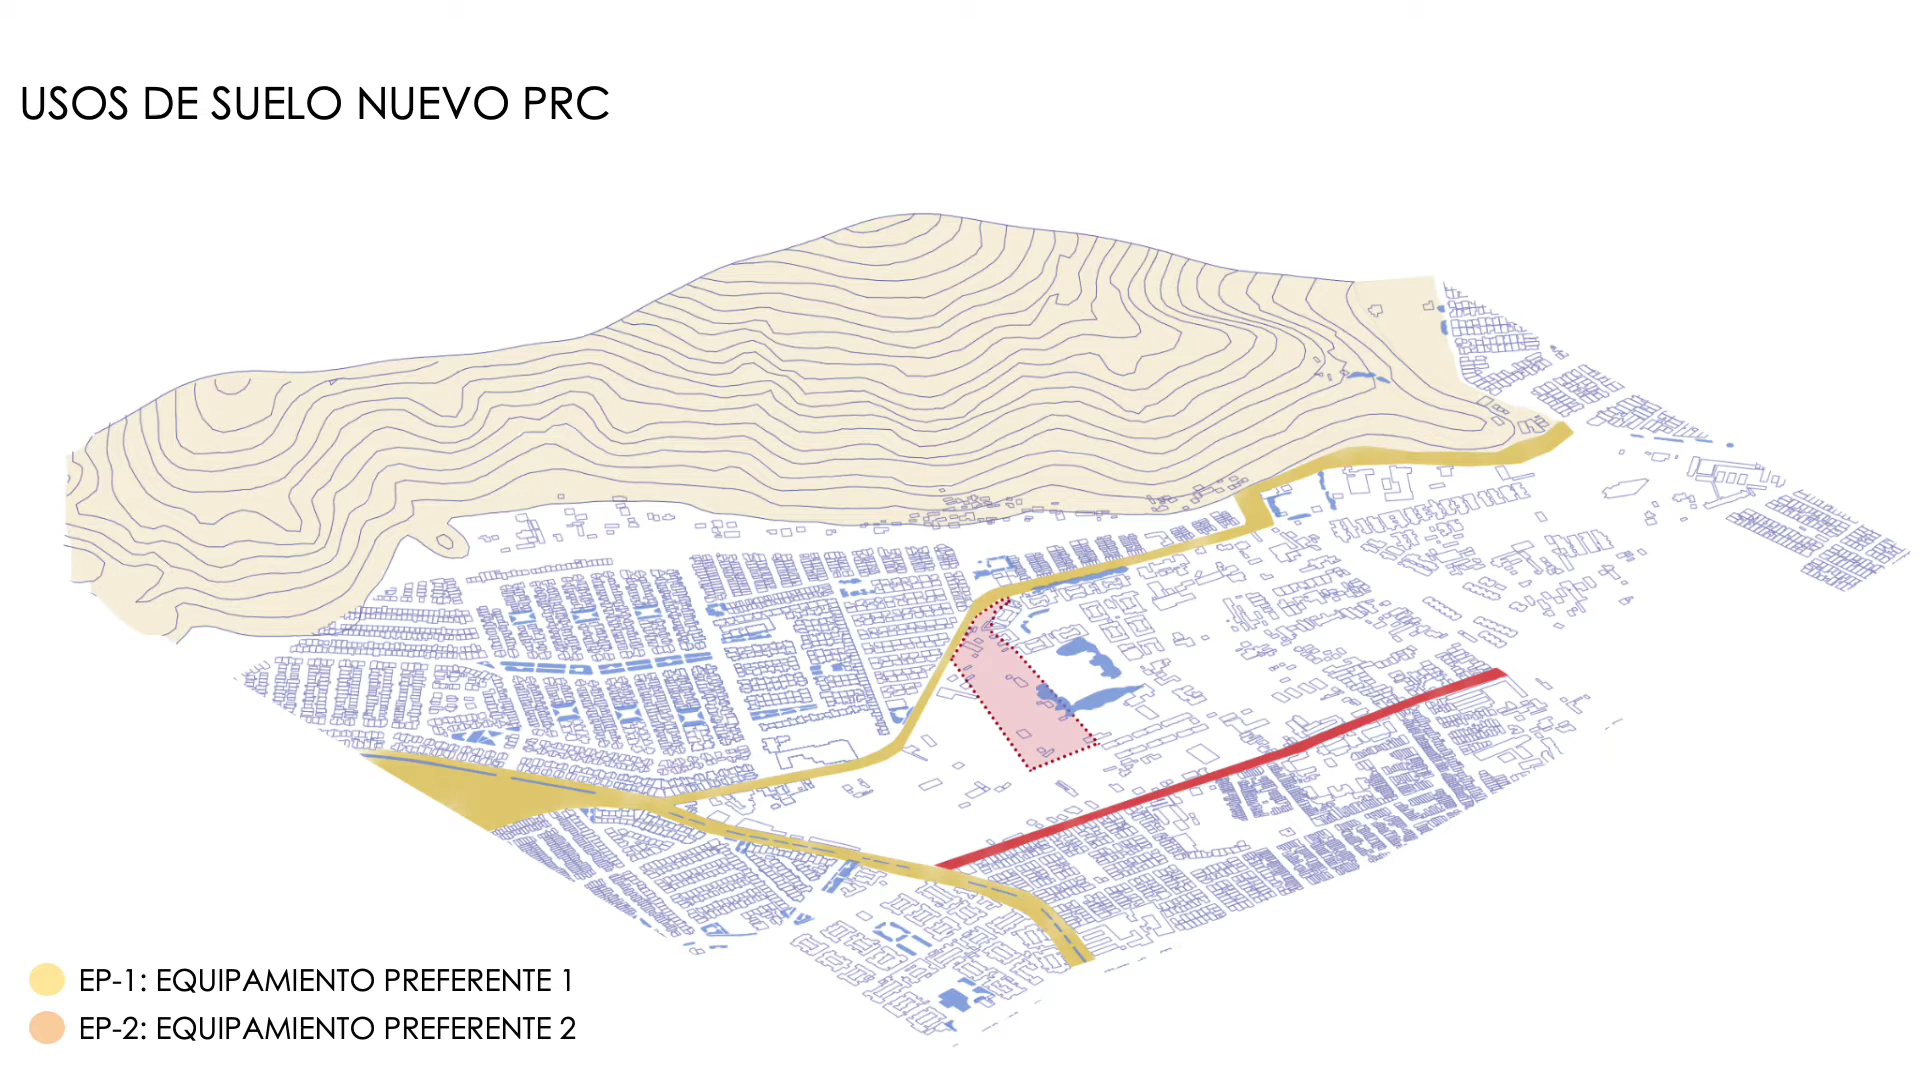 USOS DE SUELO NUEVO PRC
EP-1: EQUIPAMIENTO PREFERENTE 1
EP-2: EQUIPAMIENTO PREFERENTE 2